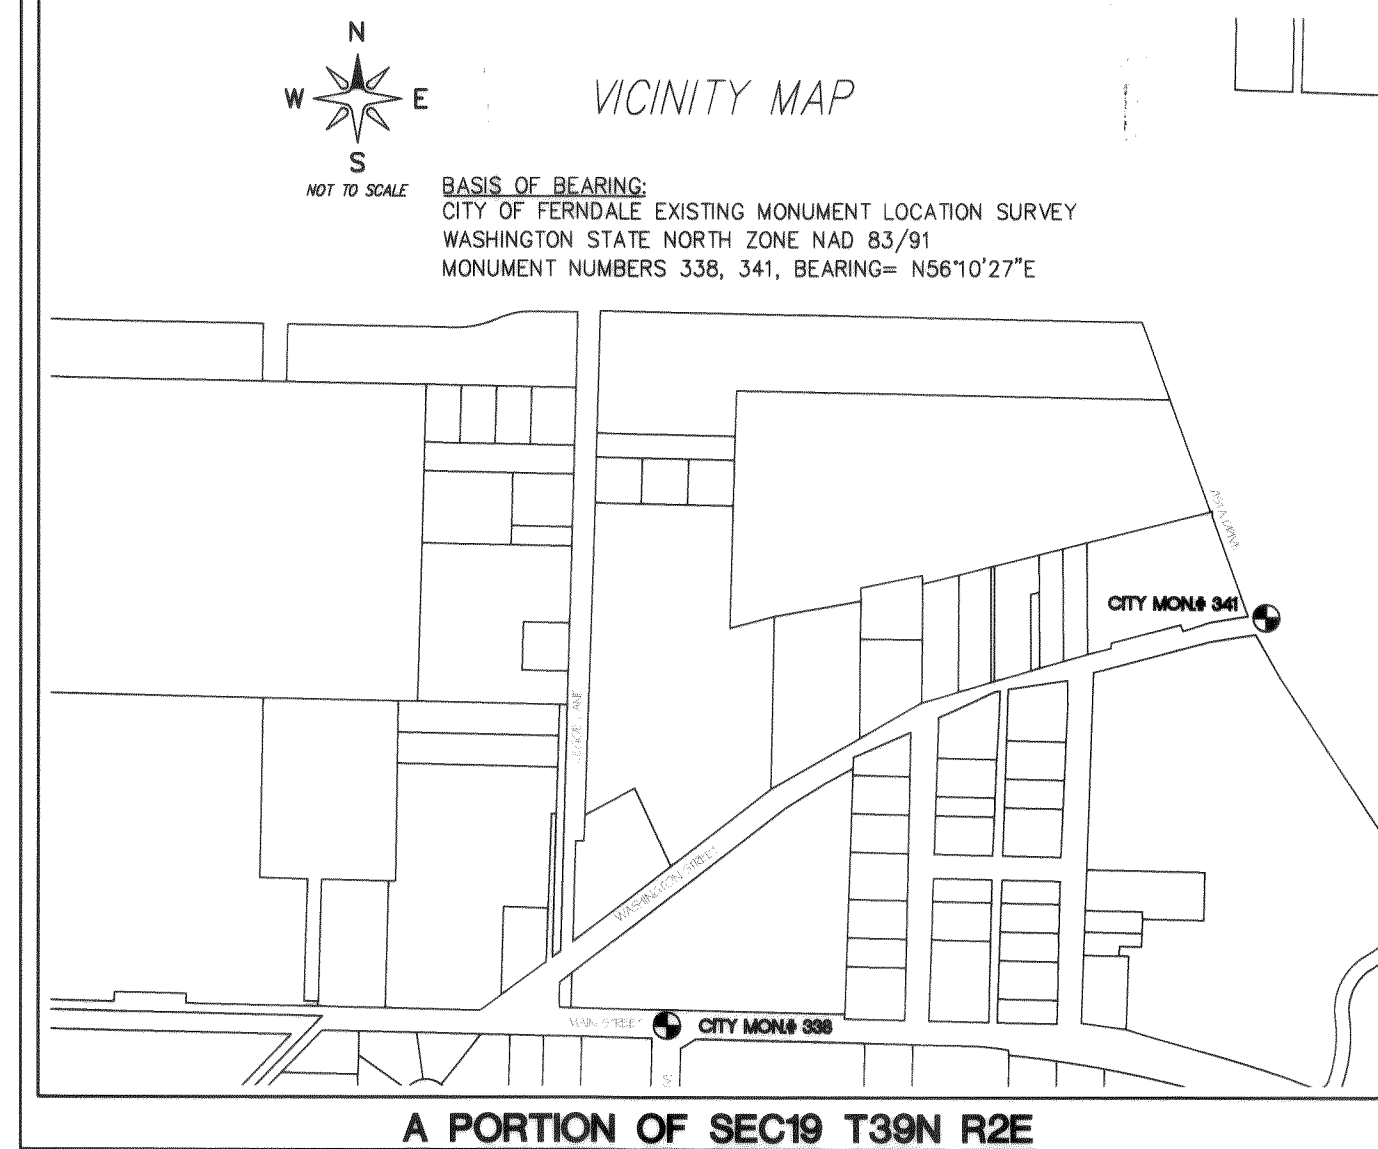 N
W E
S
NOT TO SCALE
VICINITY MAP
BASIS OF BEARING:
CITY OF FERNDALE EXISTING MONUMENT LOCATION SURVEY
WASHINGTON STATE NORTH ZONE NAD 83/91
MONUMENT NUMBERS 338, 341, BEARING= N56°10'27"E
DRIVE
CITY MON.# 341
LANE
WASHINGTON STREET
MAIN STREET
CITY MON.# 338
A PORTION OF SEC19 T39N R2E